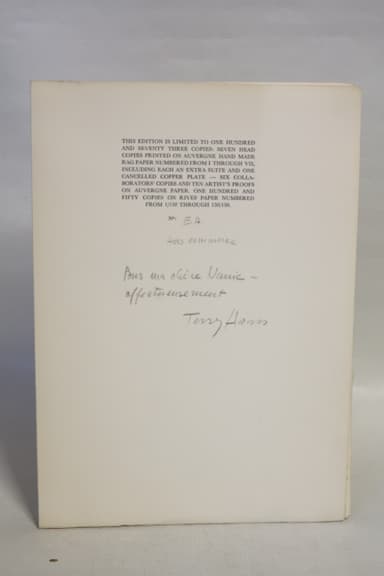 THIS EDITION IS LIMITED TO ONE HUNDRED
AND SEVENTY THREE COPIES: SEVEN HEAD
COPIES PRINTED ON AUVERGNE HAND MADE
RAG PAPER NUMBERED FROM I THROUGH VII,
INCLUDING EACH AN EXTRA SUITE AND ONE
CANCELLED COPPER PLATE — SIX COLLA-
BORATORS' COPIES AND TEN ARTIST'S PROOFS
ON AUVERGNE PAPER. ONE HUNDRED AND
FIFTY COPIES ON RIVES PAPER NUMBERED
FROM 1/150 THROUGH 150/150.
No E A
hors commerce
Pour ma chère Nanie –
affectueusement
Terry Haass